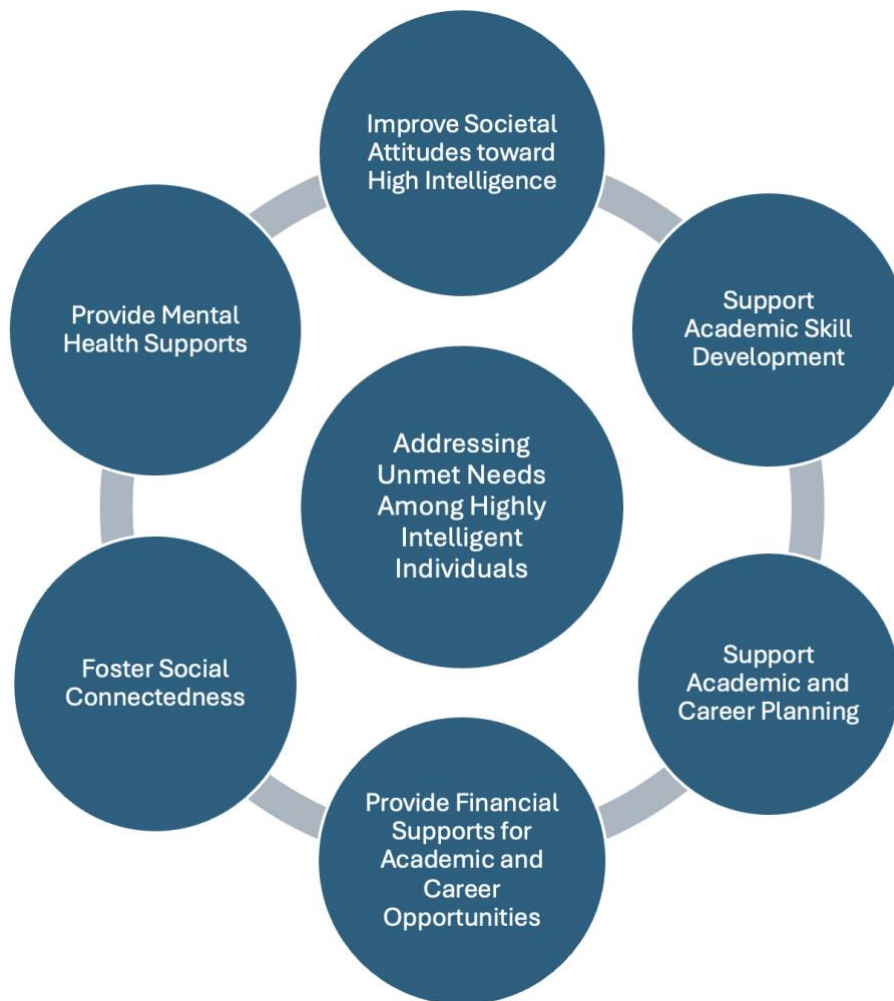 Improve Societal
Attitudes toward
High Intelligence
Support
Academic Skill
Development
Support
Academic and
Career Planning
Provide Financial
Supports for
Academic and
Career
Opportunities
Foster Social
Connectedness
Provide Mental
Health Supports
Addressing
Unmet Needs
Among Highly
Intelligent
Individuals